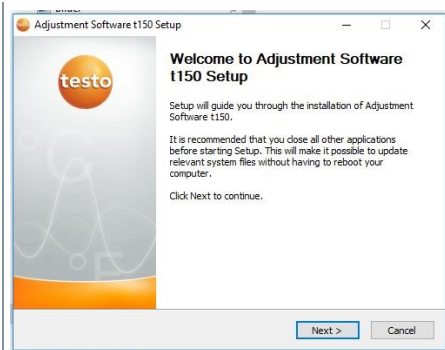 Adjustment Software t150 Setup
testo
Welcome to Adjustment Software
t150 Setup
Setup will guide you through the installation of Adjustment
Software t150.
It is recommended that you close all other applications
before starting Setup. This will make it possible to update
relevant system files without having to reboot your
computer.
Click Next to continue.
°C
°F
Next >
Cancel